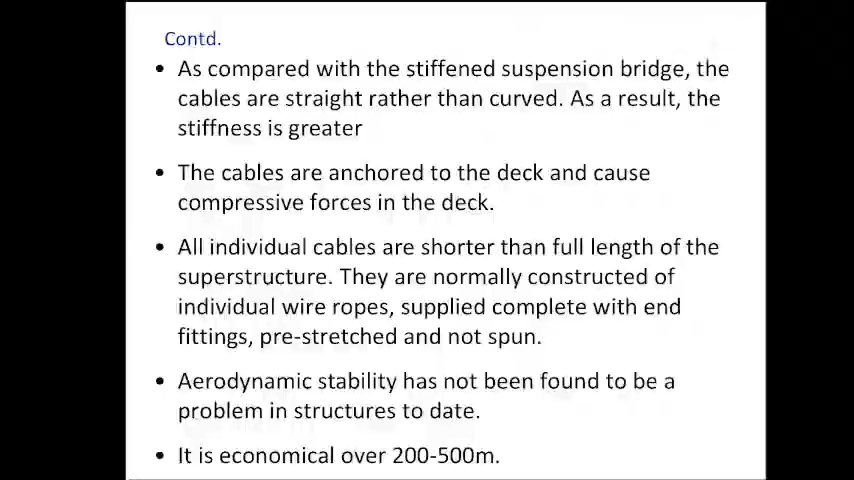 Contd.
• As compared with the stiffened suspension bridge, the
cables are straight rather than curved. As a result, the
stiffness is greater
• The cables are anchored to the deck and cause
compressive forces in the deck.
• All individual cables are shorter than full length of the
superstructure. They are normally constructed of
individual wire ropes, supplied complete with end
fittings, pre-stretched and not spun.
• Aerodynamic stability has not been found to be a
problem in structures to date.
• It is economical over 200-500m.